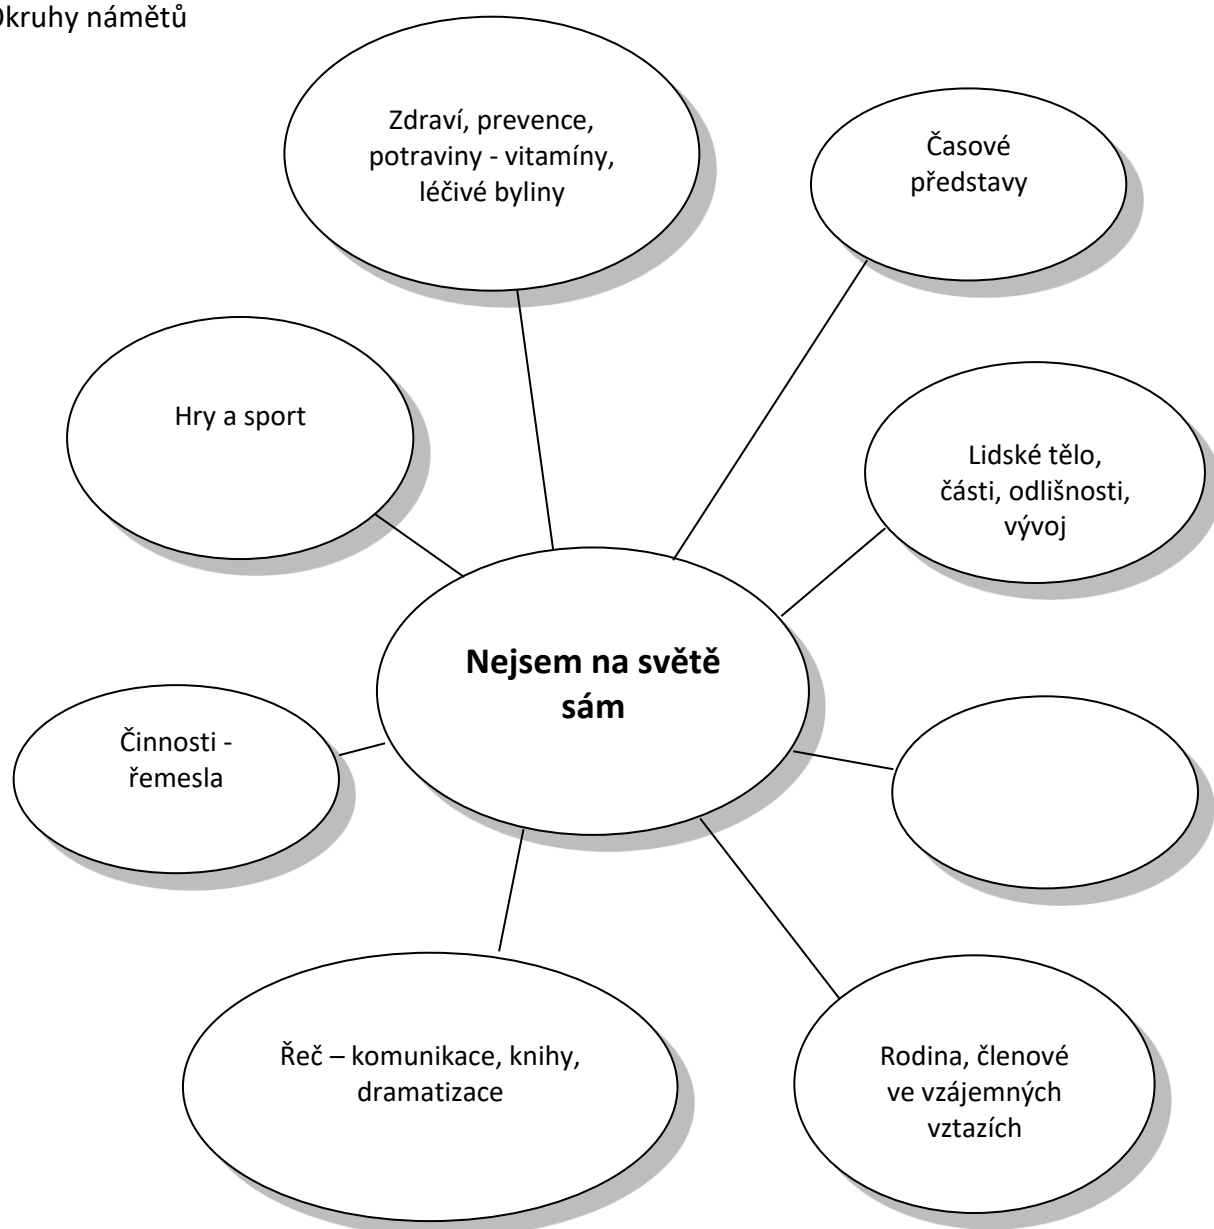 Okruhy námětů
Zdraví, prevence,
potraviny - vitamíny,
léčivé byliny
Časové
představy
Hry a sport
Lidské tělo,
části, odlišnosti,
vývoj
Nejsem na světě
sám
Činnosti -
řemesla
Řeč – komunikace, knihy,
dramatizace
Rodina, členové
ve vzájemných
vztazích